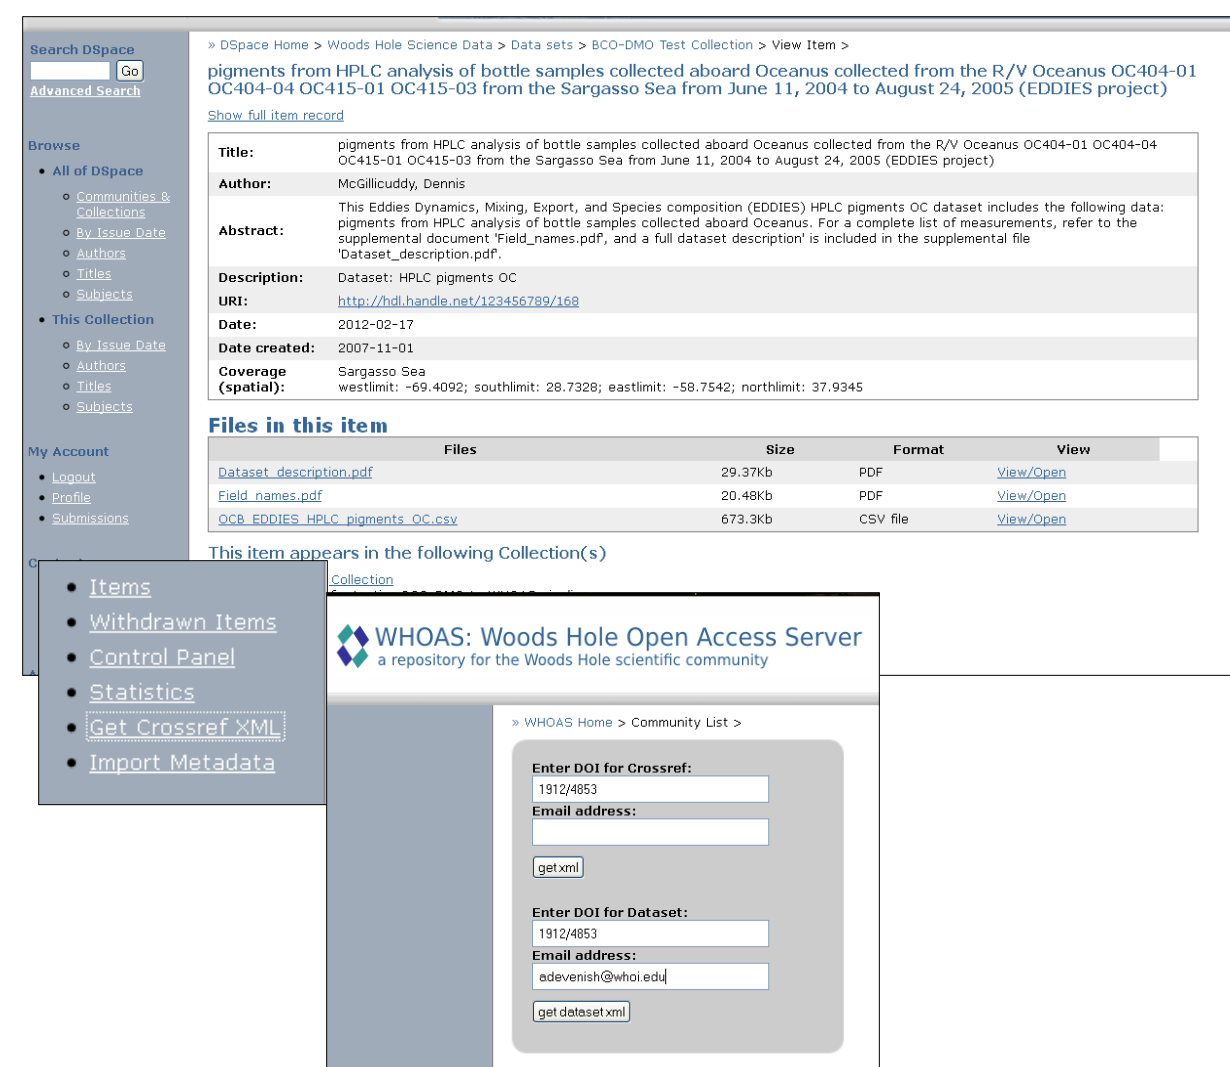 Search DSpace
Go
Advanced Search
Browse
All of DSpace
Communities &
Collections
By Issue Date
Authors
Titles
Subjects
This Collection
By Issue Date
Authors
Titles
Subjects
My Account
Logout
Profile
Submissions
» DSpace Home > Woods Hole Science Data > Data sets > BCO-DMO Test Collection > View Item >
pigments from HPLC analysis of bottle samples collected aboard Oceanus collected from the R/V Oceanus OC404-01
OC404-04 OC415-01 OC415-03 from the Sargasso Sea from June 11, 2004 to August 24, 2005 (EDDIES project)
Show full item record
Title: pigments from HPLC analysis of bottle samples collected aboard Oceanus collected from the R/V Oceanus OC404-01 OC404-04
OC415-01 OC415-03 from the Sargasso Sea from June 11, 2004 to August 24, 2005 (EDDIES project)
Author: McGillicuddy, Dennis
Abstract: This Eddies Dynamics, Mixing, Export, and Species composition (EDDIES) HPLC pigments OC dataset includes the following data:
pigments from HPLC analysis of bottle samples collected aboard Oceanus. For a complete list of measurements, refer to the
supplemental document 'Field_names.pdf', and a full dataset description' is included in the supplemental file
'Dataset_description.pdf'.
Description: Dataset: HPLC pigments OC
URI: http://hdl.handle.net/123456789/168
Date: 2012-02-17
Date created: 2007-11-01
Coverage (spatial): Sargasso Sea
westlimit: -69.4092; southlimit: 28.7328; eastlimit: -58.7542; northlimit: 37.9345
Files in this item
Files Size Format View
Dataset_description.pdf 29.37Kb PDF View/Open
Field_names.pdf 20.48Kb PDF View/Open
OCB_EDDIES_HPLC_pigments_OC.csv 673.3Kb CSV file View/Open
This item appears in the following Collection(s)
Collection
Items
Withdrawn Items
Control Panel
Statistics
Get Crossref XML
Import Metadata
WHOAS: Woods Hole Open Access Server
a repository for the Woods Hole scientific community
» WHOAS Home > Community List >
Enter DOI for Crossref:
1912/4853
Email address:
get xml
Enter DOI for Dataset:
1912/4853
Email address:
adevenish@whoi.edu
get dataset xml